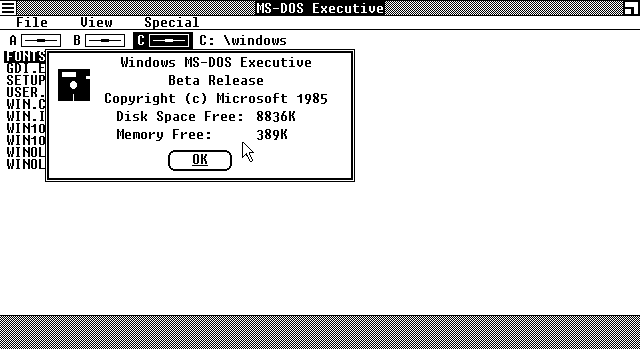 MS-DOS Executive
File View Special
A B C C: \windows
FONTS
GDI.E
SETUP
USER.
WIN.C
WIN.I
WIN10
WIN10
WINOL
WINOL
Windows MS-DOS Executive
Beta Release
Copyright (c) Microsoft 1985
Disk Space Free: 8836K
Memory Free: 389K
OK